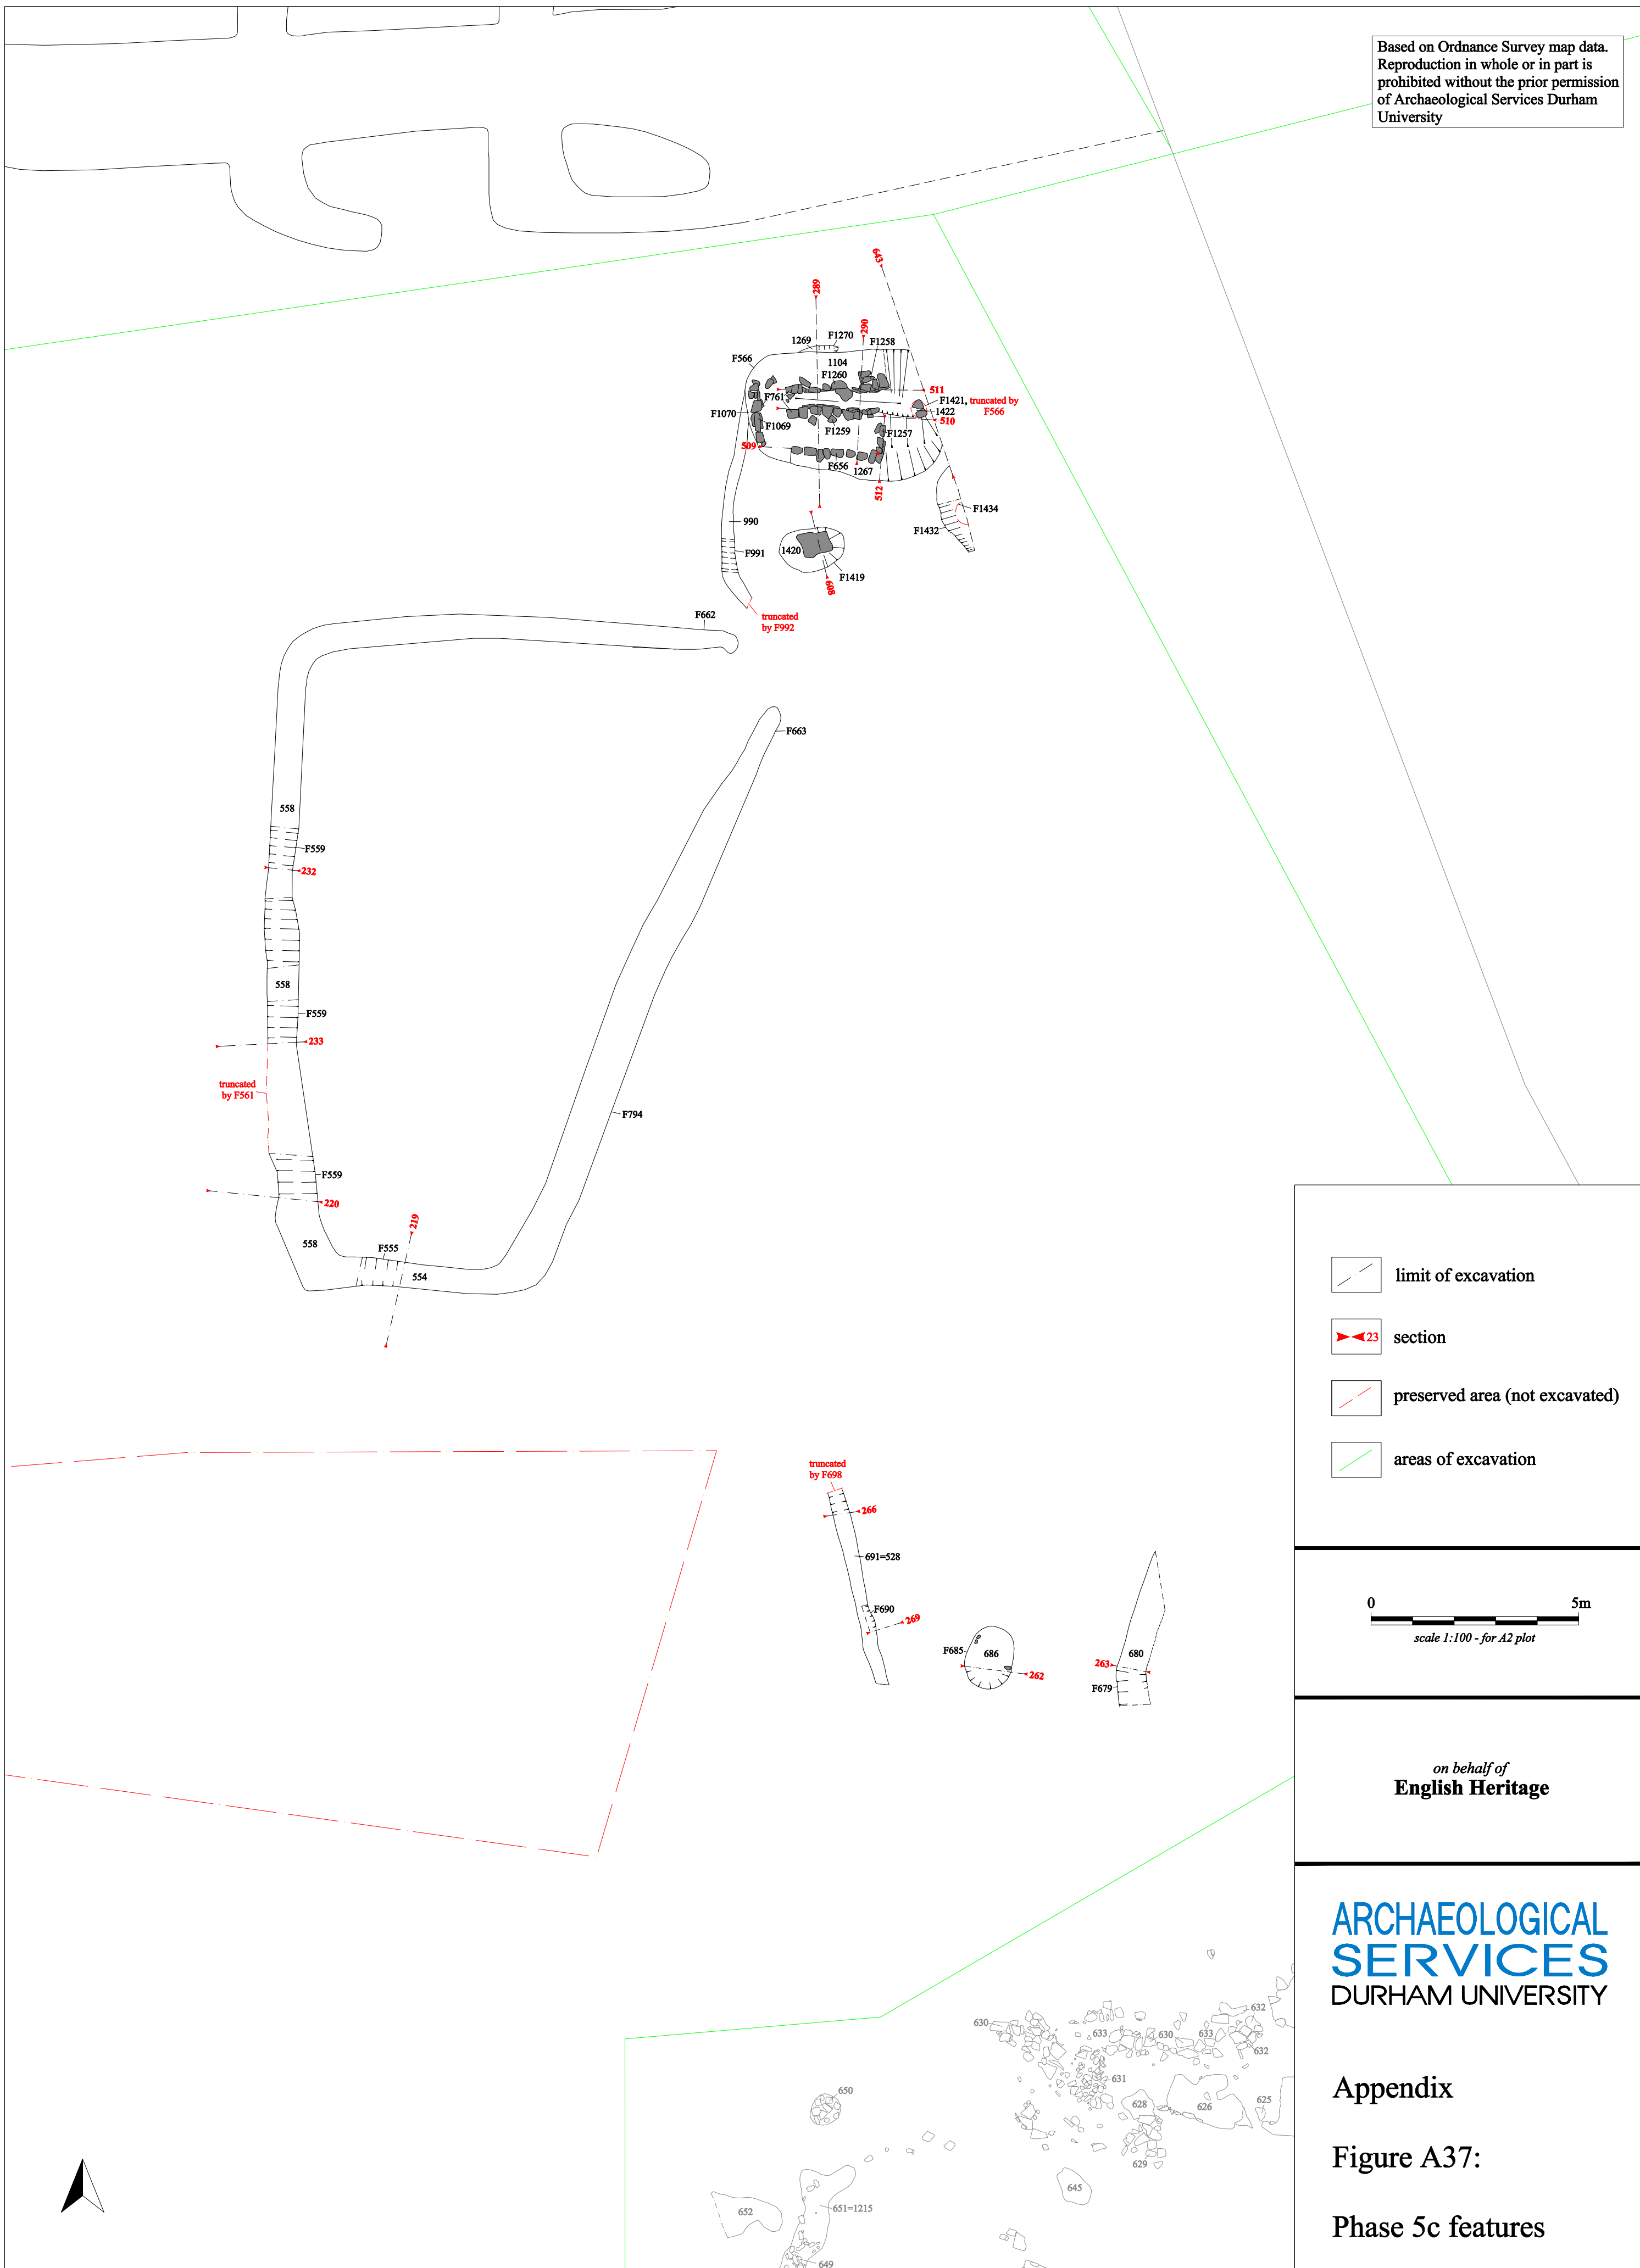 Based on Ordnance Survey map data.
Reproduction in whole or in part is
prohibited without the prior permission
of Archaeological Services Durham
University
643
289
290
1269
F1270
F1258
F566
1104
F1260
511
F761
F1421, truncated by
F566
1422
F1070
510
F1069
F1259
F1257
509
F656
1267
512
F1434
990
F1432
1420
F991
F1419
608
truncated
by F992
F662
F663
558
F559
232
558
F559
233
truncated
by F561
F794
F559
220
219
558
F555
554
limit of excavation
23
section
preserved area (not excavated)
areas of excavation
truncated
by F698
266
691=528
F690
269
F685
686
262
263
680
F679
0
5m
scale 1:100 - for A2 plot
on behalf of
English Heritage
ARCHAEOLOGICAL
SERVICES
DURHAM UNIVERSITY
632
630
633
630
633
632
631
650
628
626
625
629
645
652
651=1215
649
Appendix
Figure A37:
Phase 5c features